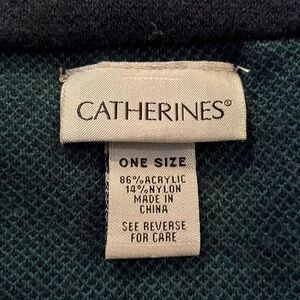 CATHERINES®
ONE SIZE
86% ACRYLIC
14% NYLON
MADE IN
CHINA
SEE REVERSE
FOR CARE